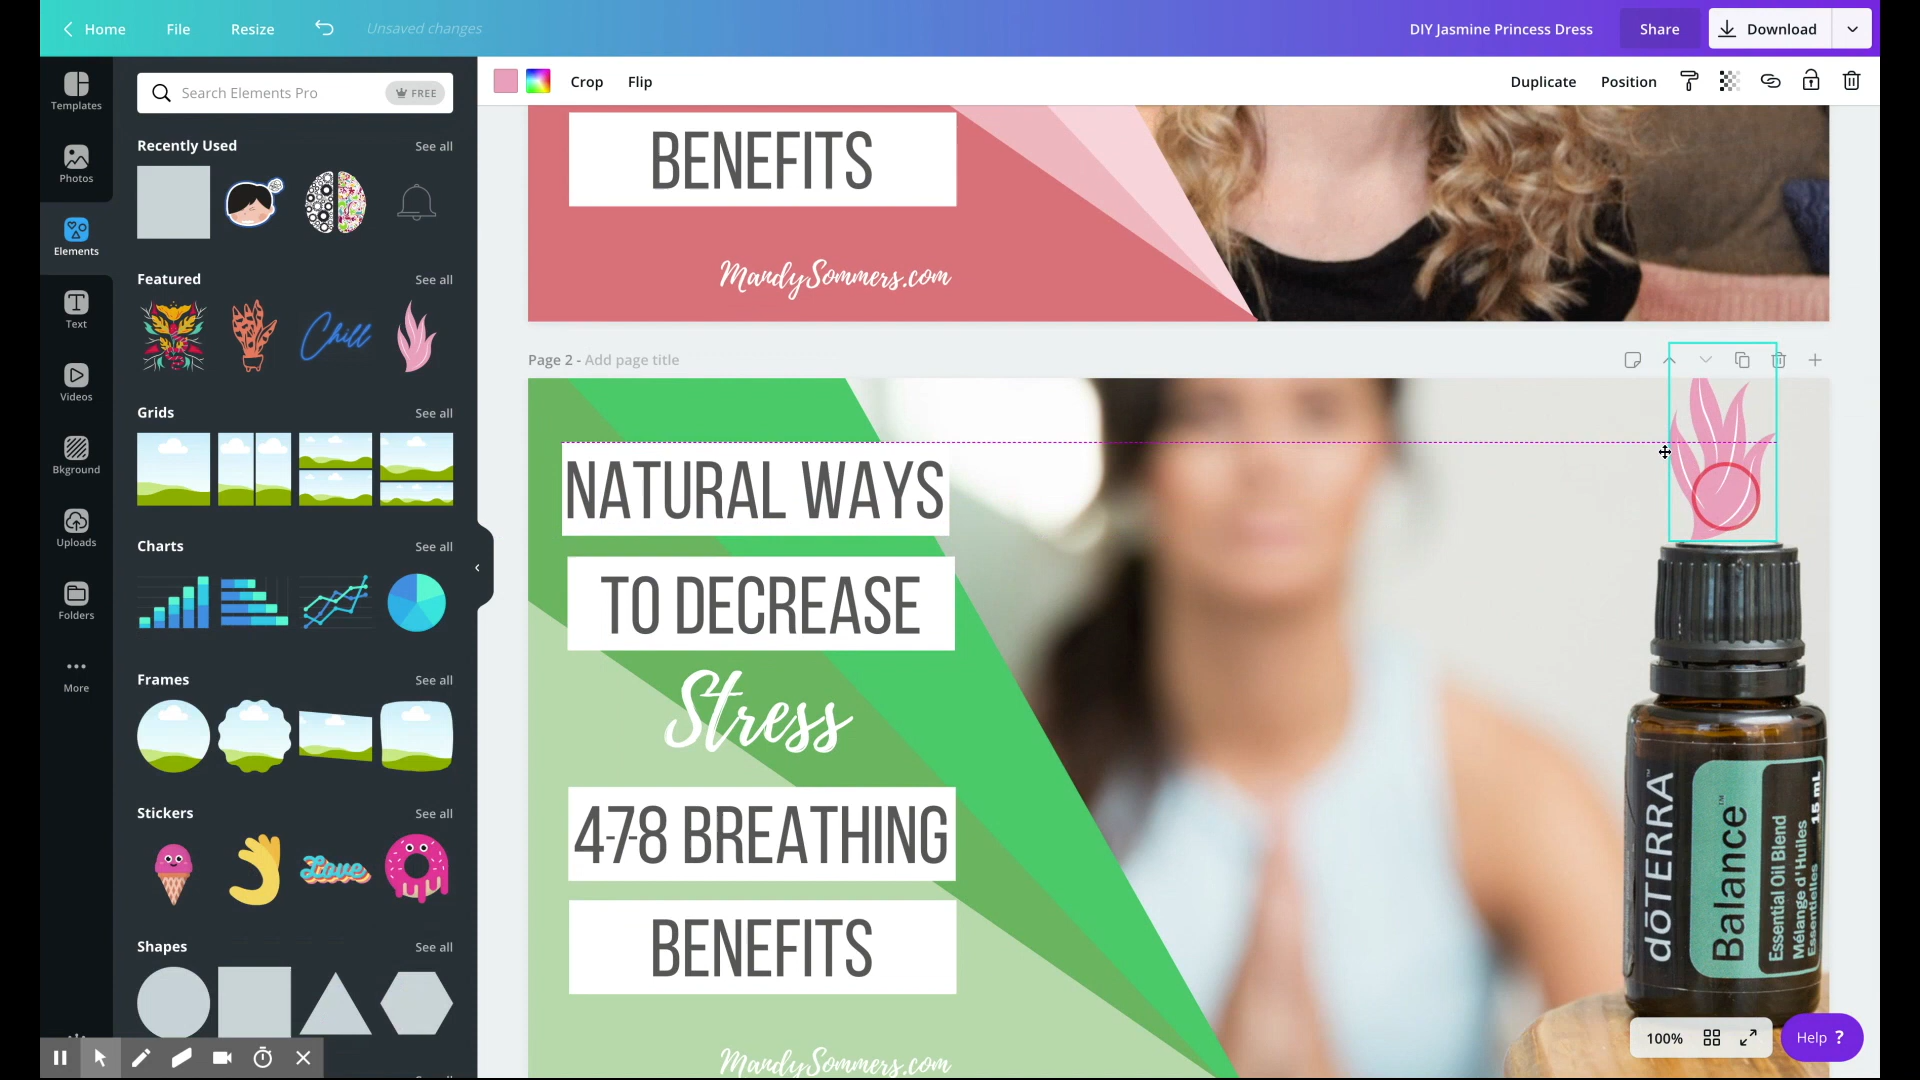 Home
File
Resize
Unsaved changes
DIY Jasmine Princess Dress
Share
Download
Templates
Photos
Elements
Text
Videos
Bkground
Uploads
Folders
More
Search Elements Pro
FREE
Recently Used
See all
Featured
See all
Chill
Grids
See all
Charts
See all
Frames
See all
Stickers
See all
Love
Shapes
See all
Crop
Flip
Duplicate
Position
BENEFITS
MandySommers.com
Page 2 - Add page title
NATURAL WAYS
TO DECREASE
Stress
4-7-8 BREATHING
BENEFITS
MandySommers.com
dōTERRA™
Balance™
Essential Oil Blend
Mélange d'Huiles
Essentielles
15 mL
100%
Help ?